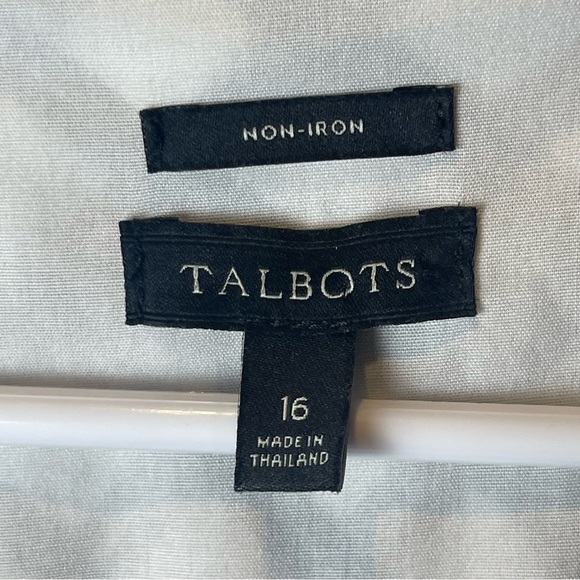 NON-IRON
TALBOTS
16
MADE IN
THAILAND